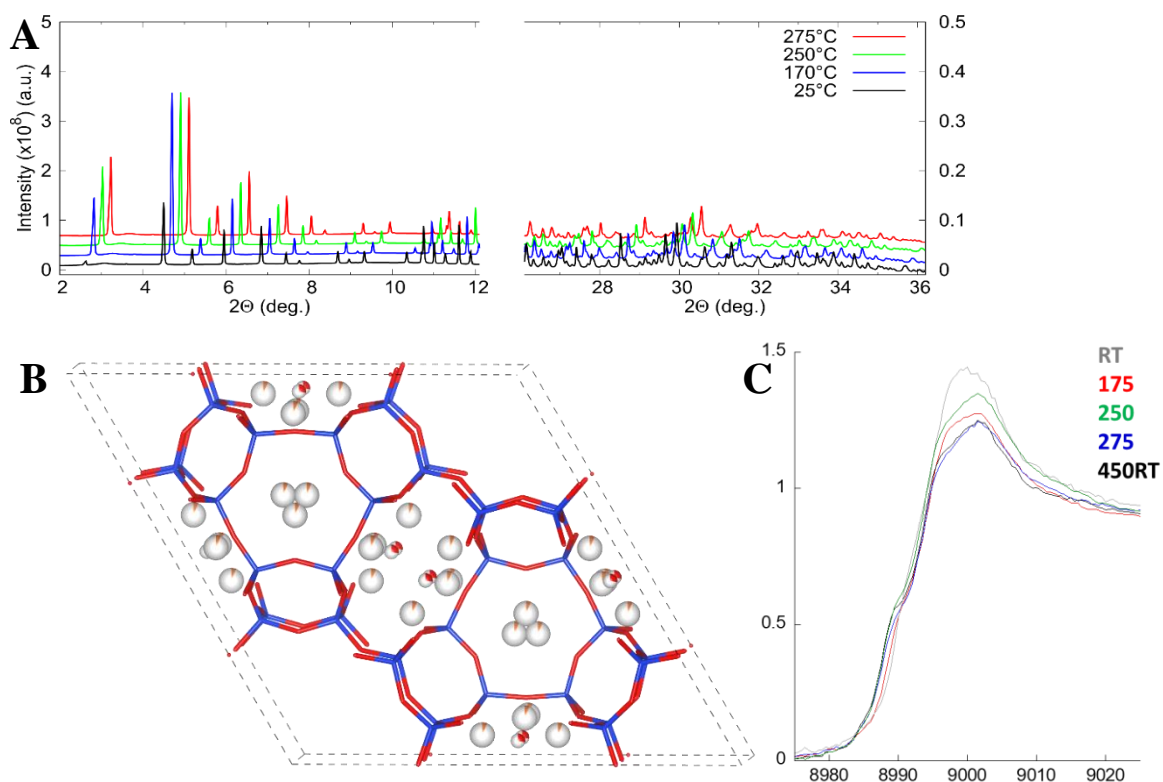 A
Intensity (x10⁸) (a.u.)
5
4
3
2
1
0
2 4 6 8 10 12
2Θ (deg.)
28 30 32 34 36
2Θ (deg.)
0.5
0.4
0.3
0.2
0.1
0
275°C
250°C
170°C
25°C
B
C
1.5
1
0.5
0
8980 8990 9000 9010 9020
RT
175
250
275
450RT